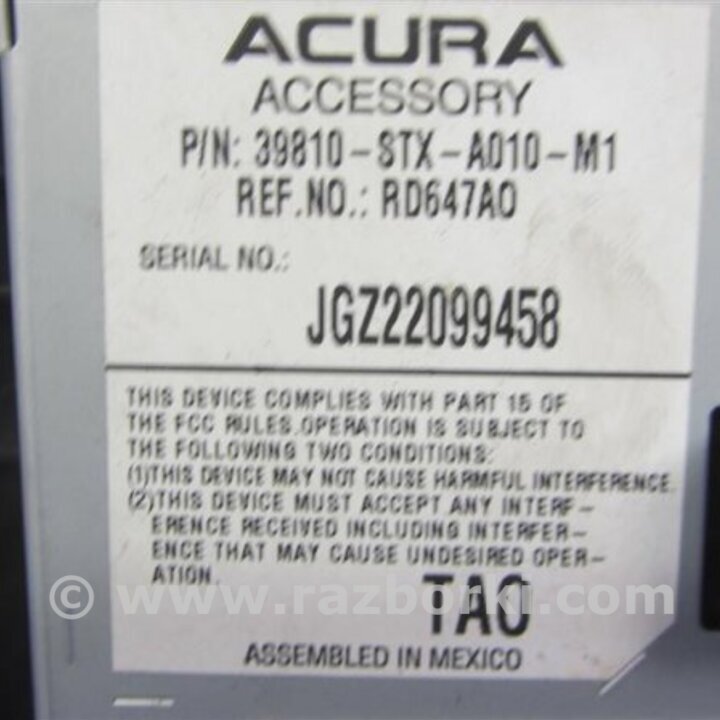 ACURA
ACCESSORY
P/N: 39810-STX-A010-M1
REF.NO.: RD647A0
SERIAL NO.:
JGZ22099458
THIS DEVICE COMPLIES WITH PART 15 OF
THE FCC RULES.OPERATION IS SUBJECT TO
THE FOLLOWING TWO CONDITIONS:
(1)THIS DEVICE MAY NOT CAUSE HARMFUL INTERFERENCE.
(2)THIS DEVICE MUST ACCEPT ANY INTERF-
ERENCE RECEIVED INCLUDING INTERFER-
ENCE THAT MAY CAUSE UNDESIRED OPER-
ATION.
© www.razborki.com
TA0
ASSEMBLED IN MEXICO